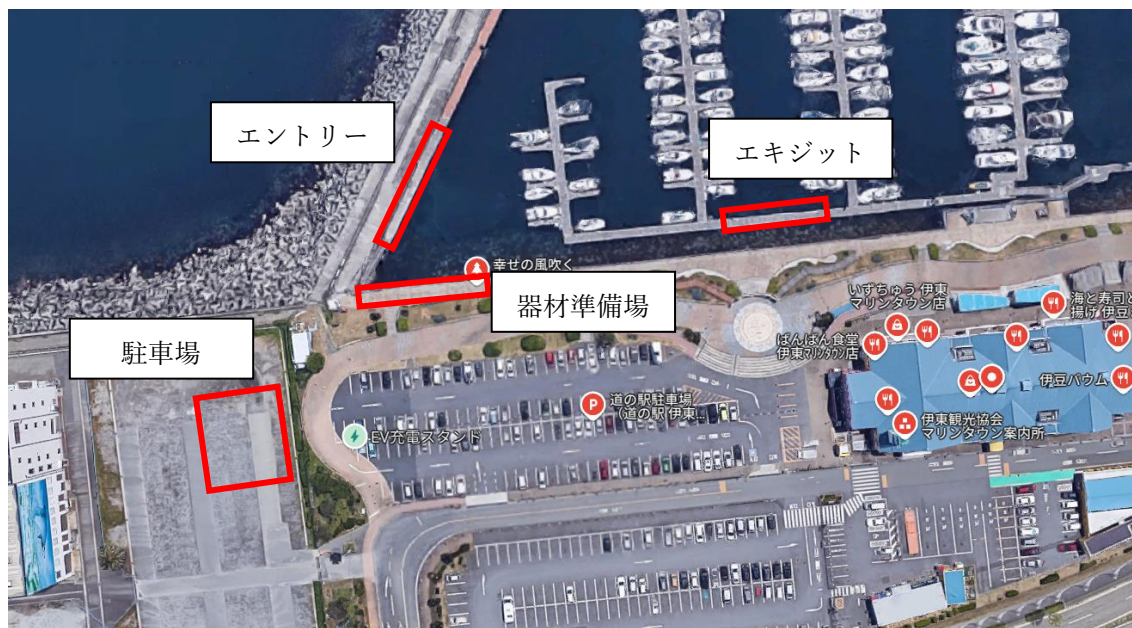 エントリー
エキジット
幸せの風吹く
器材準備場
駐車場
いずちゅう 伊東
マリンタウン店
海と寿司と
揚げ 伊豆
ばんばん食堂
伊東マリンタウン店
伊豆バウム
P
道の駅駐車場
(道の駅 伊東...
EV充電スタンド
伊東観光協会
マリンタウン案内所